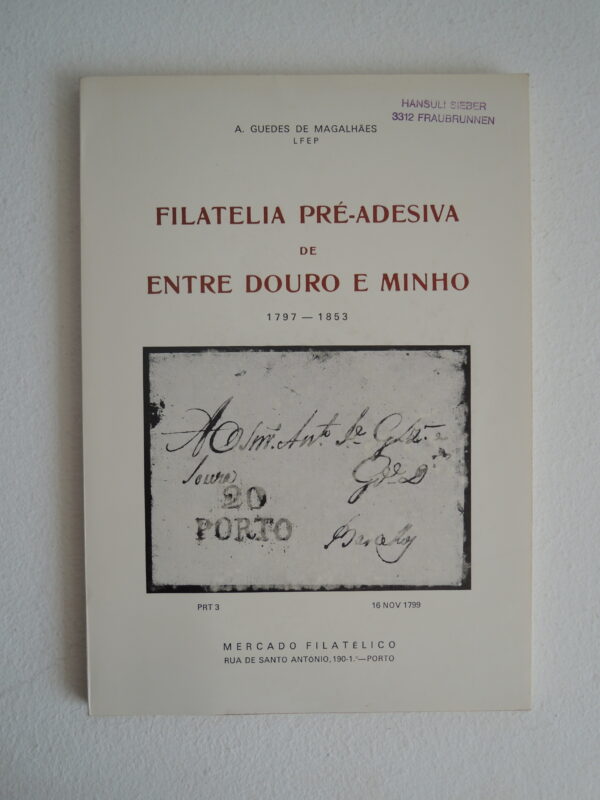 HANSULI SIEBER
3312 FRAUBRUNNEN
A. GUEDES DE MAGALHÃES
LFEP
FILATELIA PRÉ-ADESIVA
DE
ENTRE DOURO E MINHO
1797 — 1853
20
PORTO
PRT 3
16 NOV 1799
MERCADO FILATÉLICO
RUA DE SANTO ANTONIO, 190-1.º—PORTO